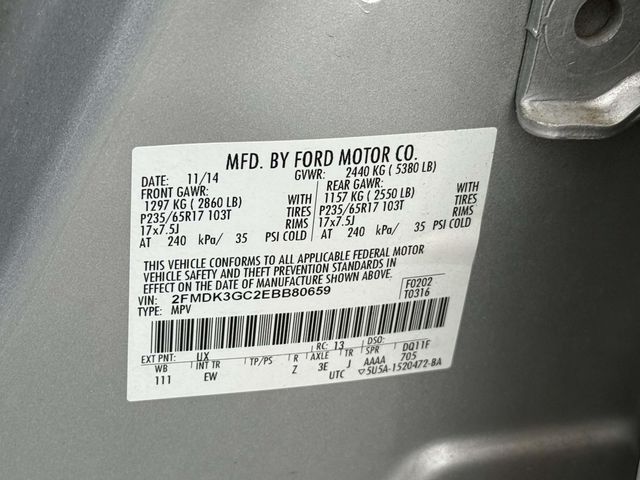 MFD. BY FORD MOTOR CO.
DATE: 11/14 GVWR: 2440 KG ( 5380 LB)
FRONT GAWR: REAR GAWR:
1297 KG ( 2860 LB) 1157 KG ( 2550 LB)
P235/65R17 103T TIRES P235/65R17 103T TIRES
17x7.5J RIMS 17x7.5J RIMS
AT 240 kPa/ 35 PSI COLD AT 240 kPa/ 35 PSI COLD
THIS VEHICLE CONFORMS TO ALL APPLICABLE FEDERAL MOTOR
VEHICLE SAFETY AND THEFT PREVENTION STANDARDS IN
EFFECT ON THE DATE OF MANUFACTURE SHOWN ABOVE.
VIN: 2FMDK3GC2EBB80659 F0202
TYPE: MPV T0316
EXT PNT: UX RC: 13 DSO:
WB INT TR TP/PS R AXLE TR SPR DQ11F
111 EW Z 3E J AAAA 705
UTC ▽5U5A-1520472-BA